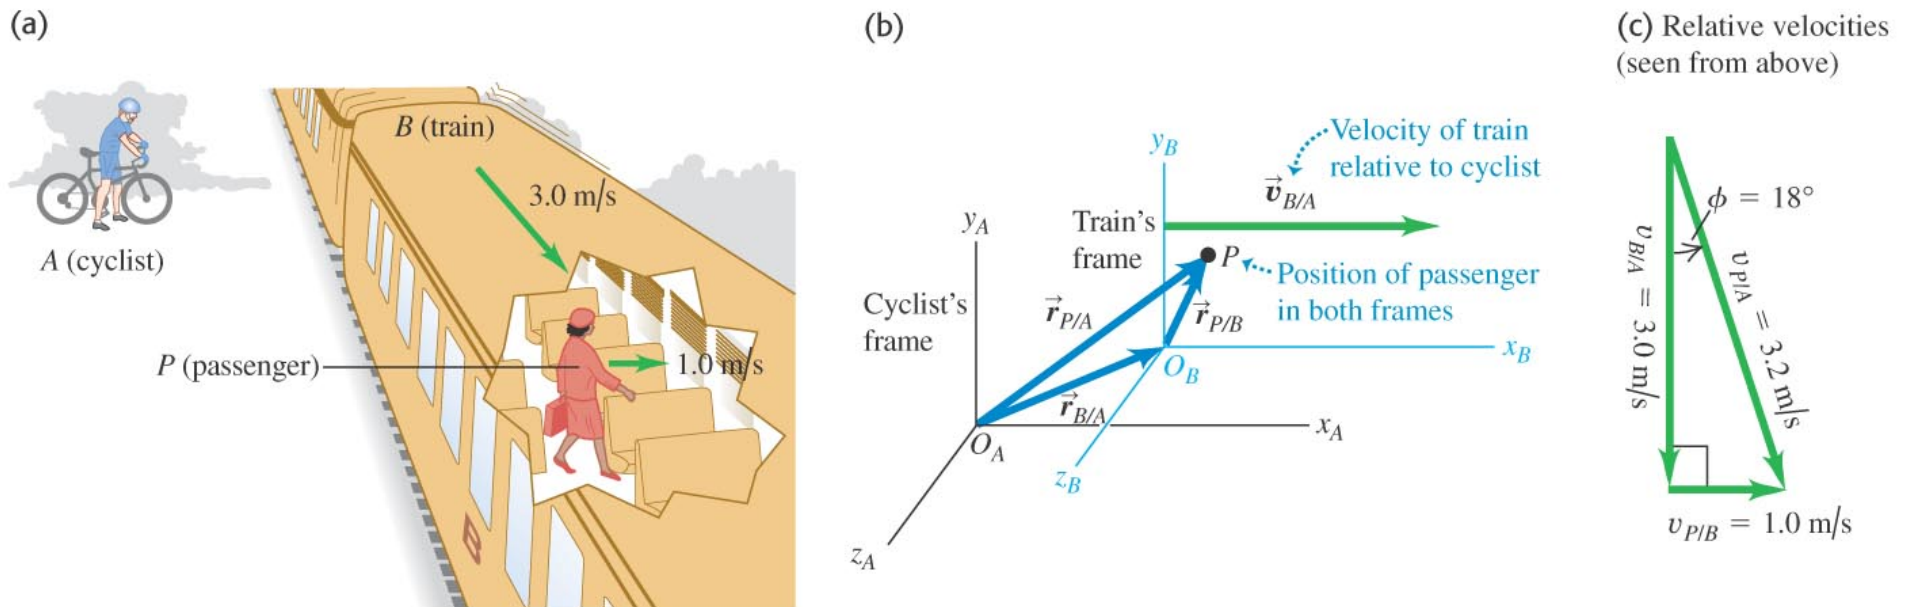 (a)
B (train)
3.0 m/s
A (cyclist)
P (passenger)
1.0 m/s
B
(b)
Velocity of train
relative to cyclist
y_B
v⃗_B/A
y_A
Train's
frame
P
Position of passenger
in both frames
Cyclist's
frame
r⃗_P/A
r⃗_P/B
x_B
O_B
r⃗_B/A
x_A
O_A
z_B
z_A
(c) Relative velocities
(seen from above)
ϕ = 18°
v_B/A = 3.0 m/s
v_P/A = 3.2 m/s
v_P/B = 1.0 m/s